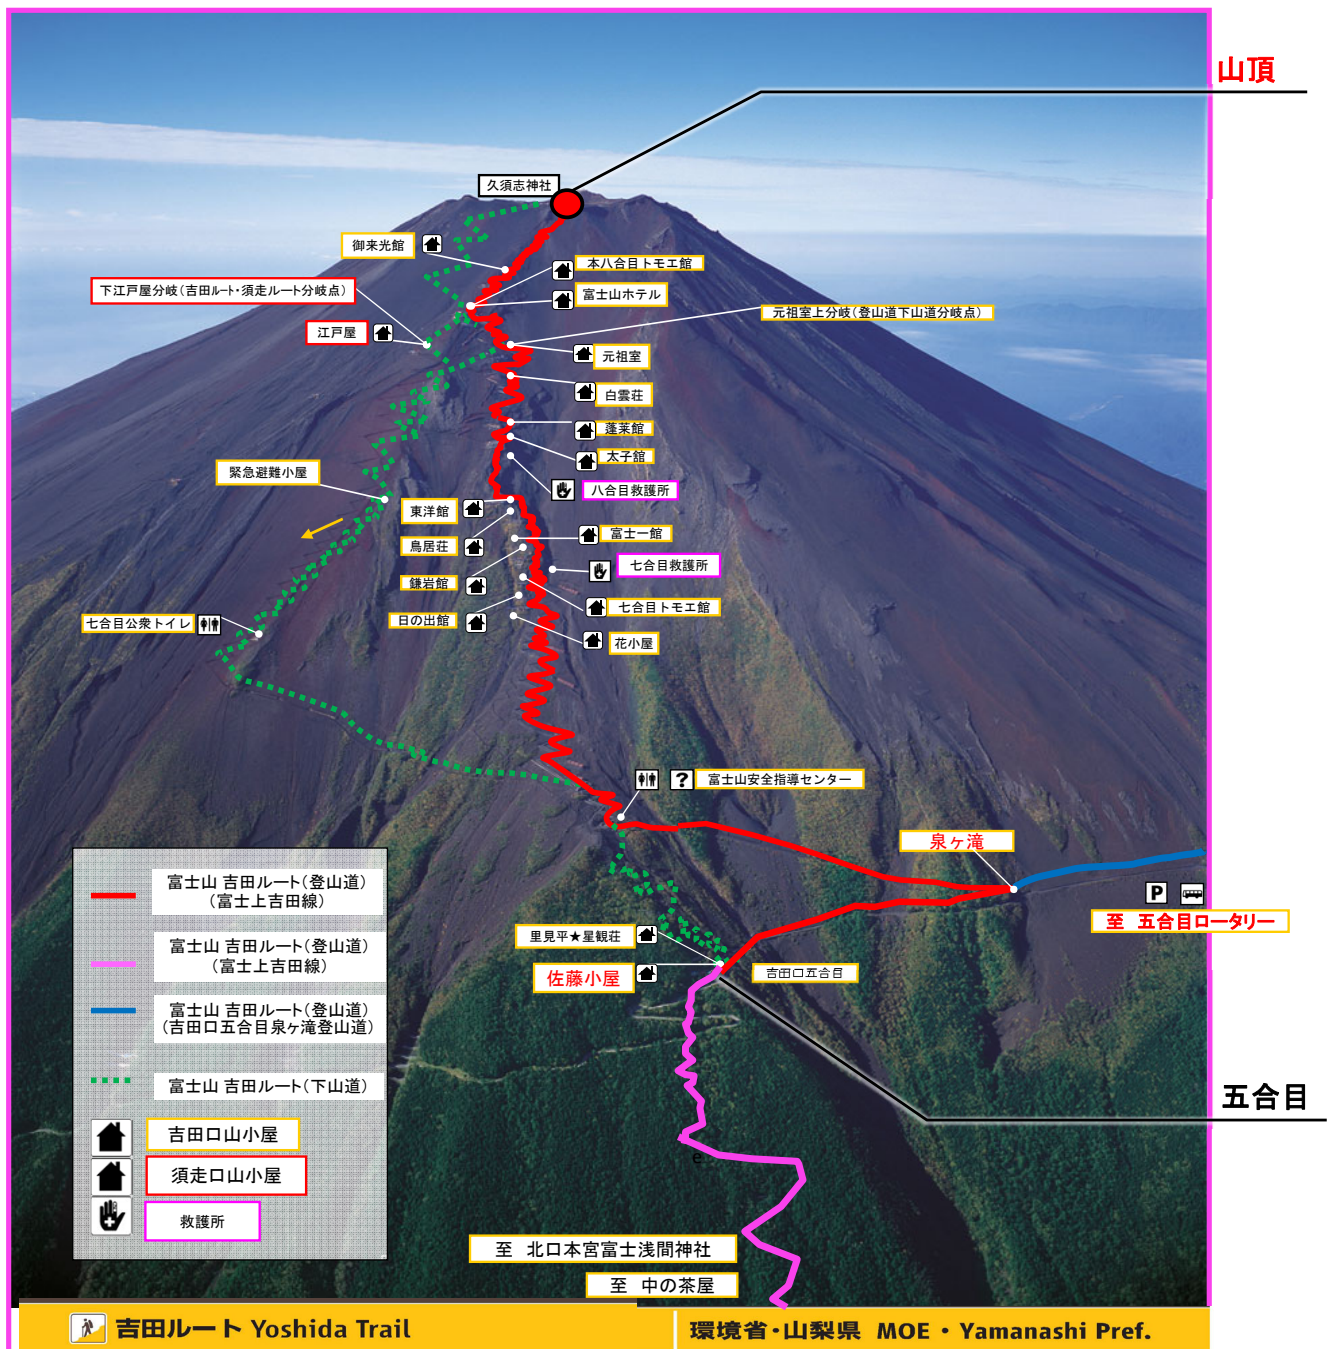 山頂
久須志神社
御来光館
本八合目トモエ館
下江戸屋分岐(吉田ルート・須走ルート分岐点)
富士山ホテル
元祖室上分岐(登山道下山道分岐点)
江戸屋
元祖室
白雲荘
蓬莱館
太子館
緊急避難小屋
八合目救護所
東洋館
富士一館
鳥居荘
七合目救護所
鎌岩館
七合目トモエ館
七合目公衆トイレ
日の出館
花小屋
?
富士山安全指導センター
泉ヶ滝
P
至 五合目ロータリー
里見平★星観荘
佐藤小屋
吉田口五合目
五合目
富士山 吉田ルート(登山道)
(富士上吉田線)
富士山 吉田ルート(登山道)
(富士上吉田線)
富士山 吉田ルート(登山道)
(吉田口五合目泉ヶ滝登山道)
富士山 吉田ルート(下山道)
吉田口山小屋
須走口山小屋
救護所
e
至 北口本宮富士浅間神社
至 中の茶屋
吉田ルート Yoshida Trail
環境省・山梨県 MOE・Yamanashi Pref.